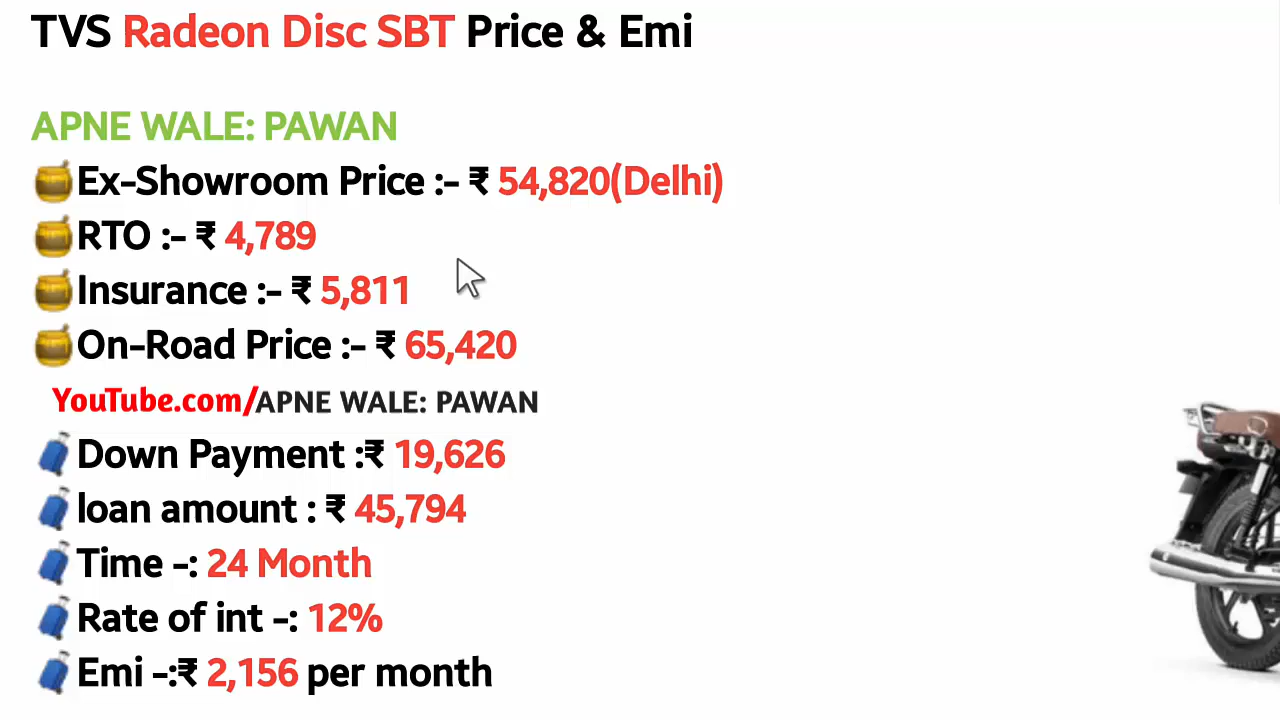 TVS Radeon Disc SBT Price & Emi
APNE WALE: PAWAN
Ex-Showroom Price :- ₹ 54,820(Delhi)
RTO :- ₹ 4,789
Insurance :- ₹ 5,811
On-Road Price :- ₹ 65,420
YouTube.com/APNE WALE: PAWAN
Down Payment :₹ 19,626
loan amount : ₹ 45,794
Time -: 24 Month
Rate of int -: 12%
Emi -:₹ 2,156 per month